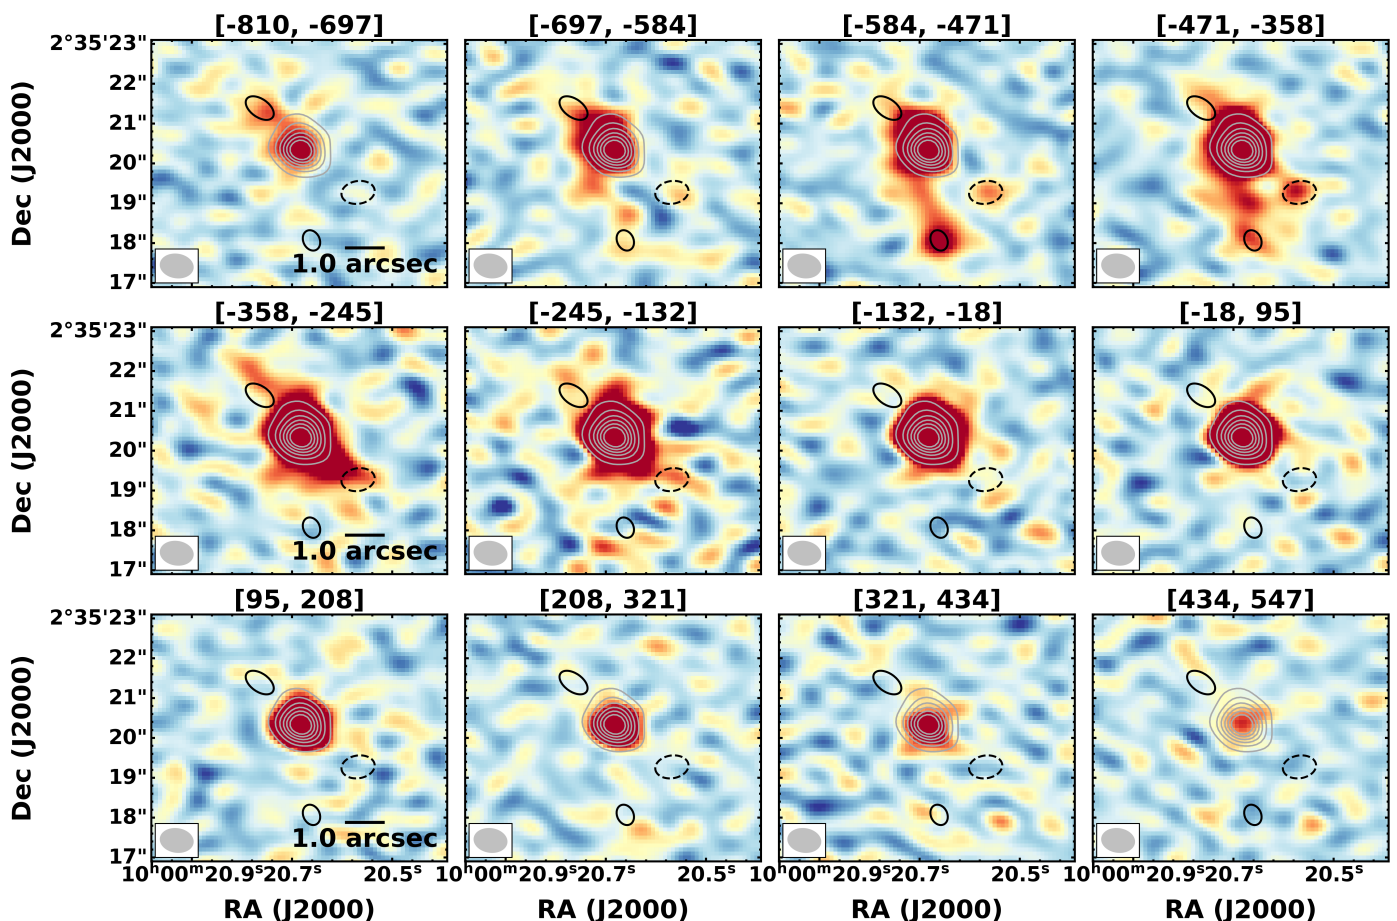 [-810, -697] [-697, -584] [-584, -471] [-471, -358]
2°35'23"
22"
21"
20"
19"
18"
17"
Dec (J2000)
1.0 arcsec
[-358, -245] [-245, -132] [-132, -18] [-18, 95]
2°35'23"
22"
21"
20"
19"
18"
17"
Dec (J2000)
1.0 arcsec
[95, 208] [208, 321] [321, 434] [434, 547]
2°35'23"
22"
21"
20"
19"
18"
17"
Dec (J2000)
1.0 arcsec
10ʰ00ᵐ20.9ˢ20.7ˢ 20.5ˢ 10ʰ00ᵐ20.9ˢ20.7ˢ 20.5ˢ 10ʰ00ᵐ20.9ˢ20.7ˢ 20.5ˢ 10ʰ00ᵐ20.9ˢ20.7ˢ 20.5ˢ
RA (J2000) RA (J2000) RA (J2000) RA (J2000)